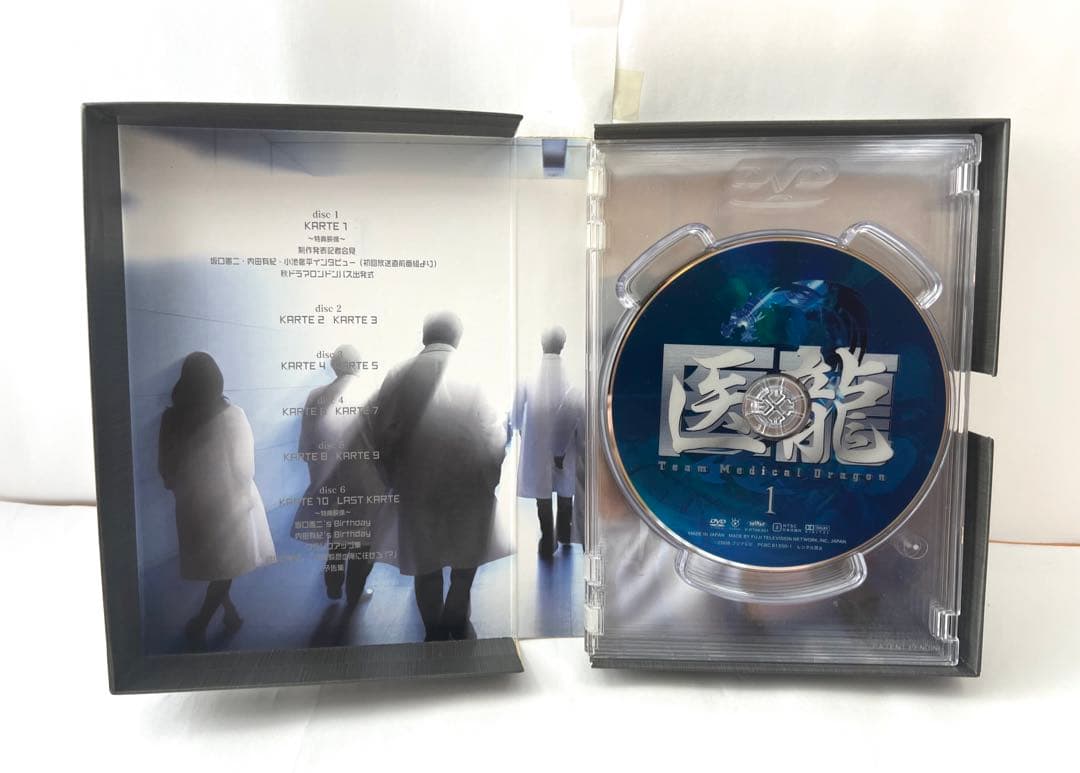 disc 1
KARTE 1
〜特典映像〜
制作発表記者会見
坂口憲二・内田有紀・小池徹平インタビュー（初回放送直前番組より）
秋ドラマロンドンバス出発式
disc 2
KARTE 2 KARTE 3
disc 3
KARTE 4 KARTE 5
disc 4
KARTE 6 KARTE 7
disc 5
KARTE 8 KARTE 9
disc 6
KARTE 10 LAST KARTE
〜特典映像〜
坂口憲二's Birthday
内田有紀's Birthday
予告集
DVD
医龍
Team Medical Dragon
1
DVD
NTSC
MADE IN JAPAN MADE BY FUJI TELEVISION NETWORK, INC. JAPAN
PATENT PENDING